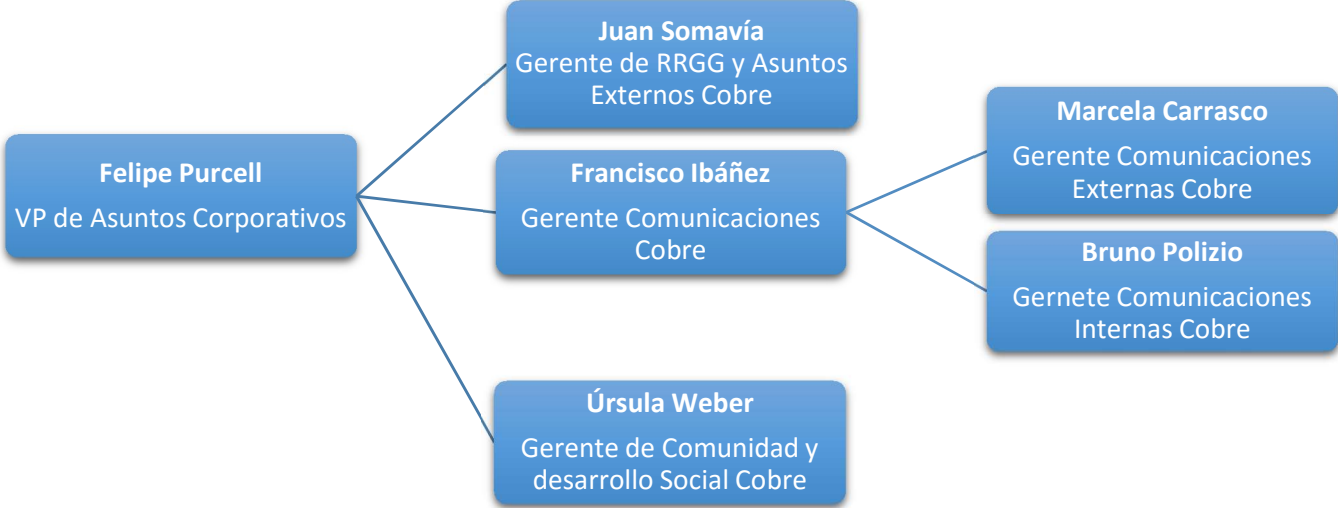 Juan Somavía
Gerente de RRGG y Asuntos
Externos Cobre
Marcela Carrasco
Gerente Comunicaciones
Externas Cobre
Felipe Purcell
VP de Asuntos Corporativos
Francisco Ibáñez
Gerente Comunicaciones
Cobre
Bruno Polizio
Gernete Comunicaciones
Internas Cobre
Úrsula Weber
Gerente de Comunidad y
desarrollo Social Cobre